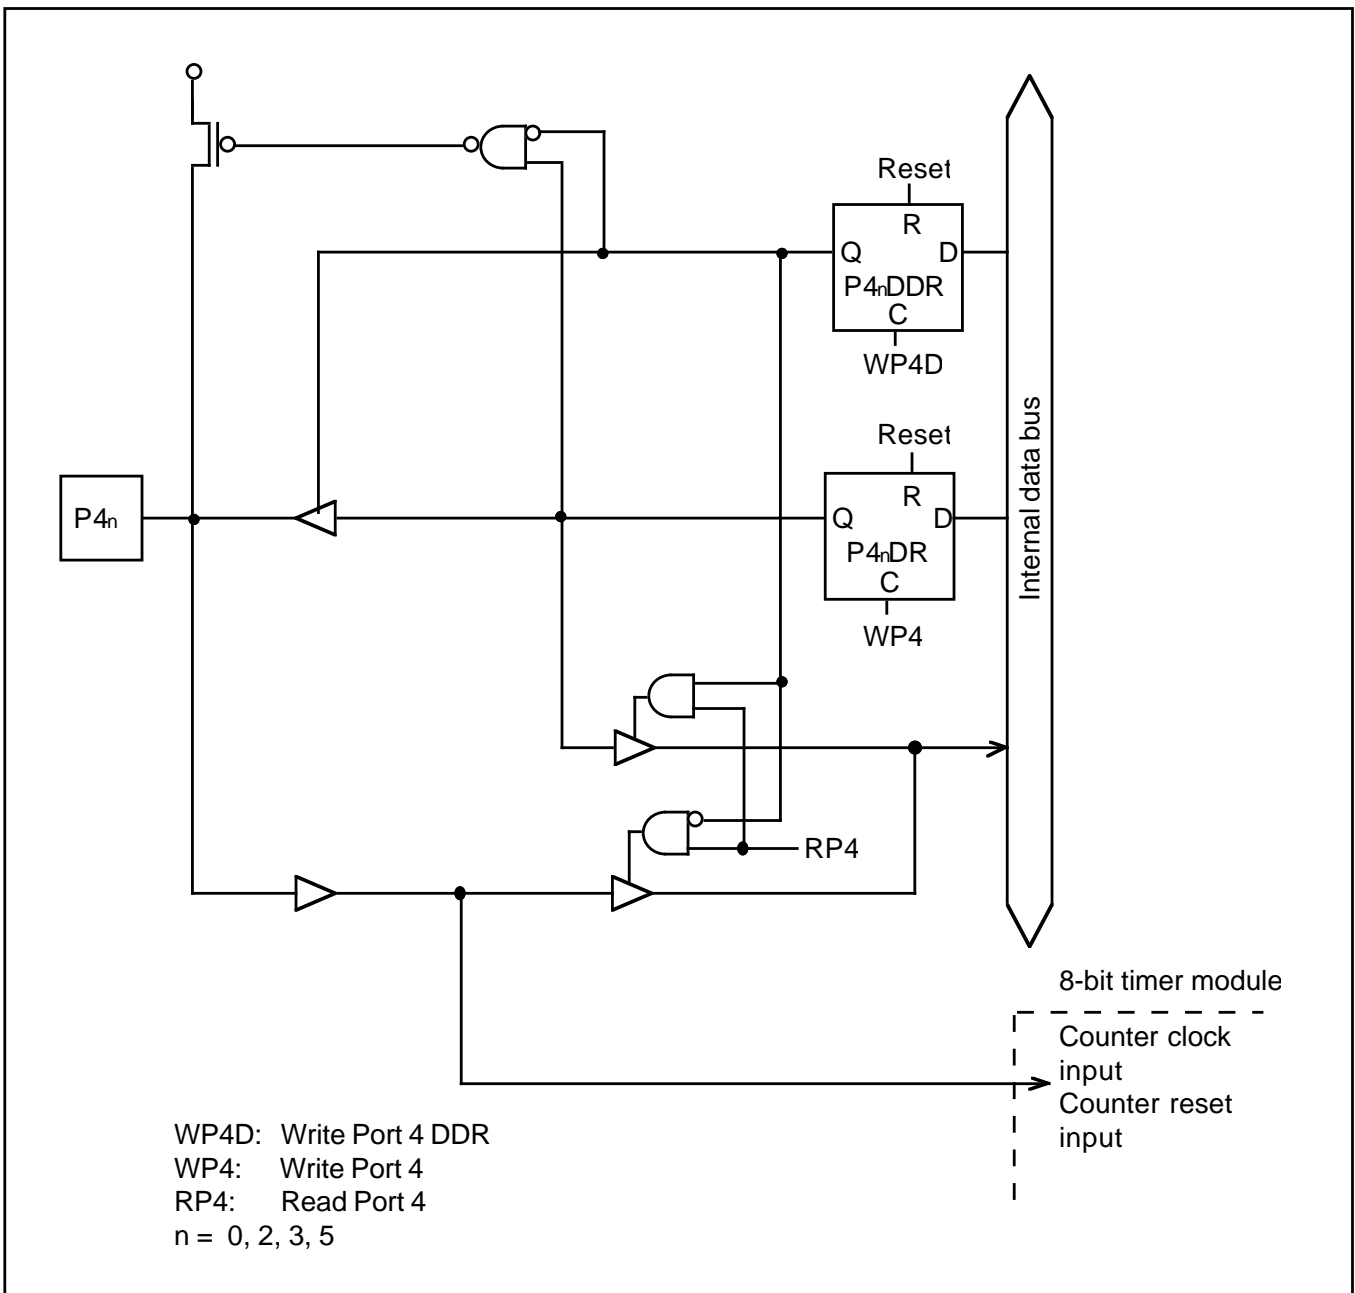 Reset
R
Q D
P4nDDR
C
WP4D
Reset
R
Q D
P4nDR
C
WP4
P4n
Internal data bus
RP4
8-bit timer module
Counter clock
input
Counter reset
input
WP4D: Write Port 4 DDR
WP4: Write Port 4
RP4: Read Port 4
n = 0, 2, 3, 5